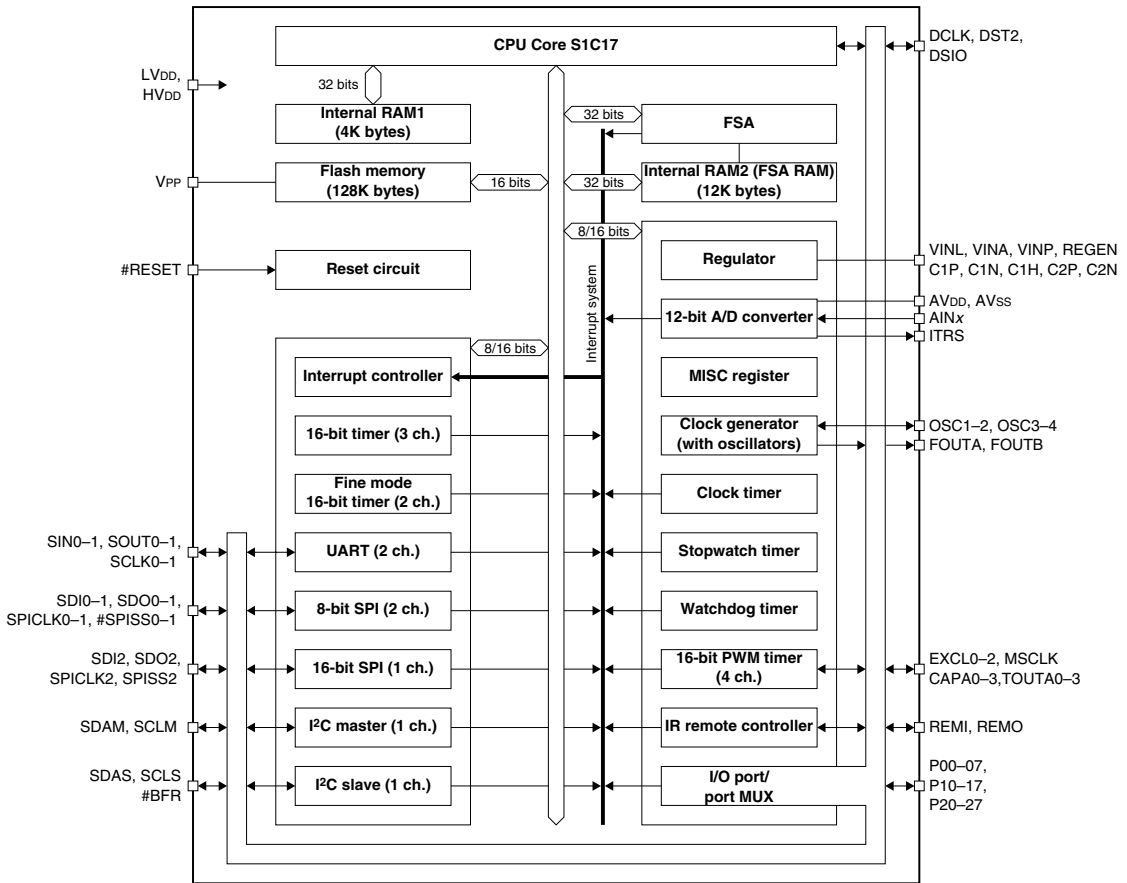 CPU Core S1C17
DCLK, DST2,
DSIO
LVDD,
HVDD
32 bits
Internal RAM1
(4K bytes)
32 bits
FSA
VPP
Flash memory
(128K bytes)
16 bits
32 bits
Internal RAM2 (FSA RAM)
(12K bytes)
8/16 bits
#RESET
Reset circuit
Regulator
VINL, VINA, VINP, REGEN
C1P, C1N, C1H, C2P, C2N
Interrupt system
12-bit A/D converter
AVDD, AVSS
AINx
ITRS
8/16 bits
Interrupt controller
MISC register
16-bit timer (3 ch.)
Clock generator
(with oscillators)
OSC1–2, OSC3–4
FOUTA, FOUTB
Fine mode
16-bit timer (2 ch.)
Clock timer
SIN0–1, SOUT0–1,
SCLK0–1
UART (2 ch.)
Stopwatch timer
SDI0–1, SDO0–1,
SPICLK0–1, #SPISS0–1
8-bit SPI (2 ch.)
Watchdog timer
SDI2, SDO2,
SPICLK2, SPISS2
16-bit SPI (1 ch.)
16-bit PWM timer
(4 ch.)
EXCL0–2, MSCLK
CAPA0–3,TOUTA0–3
SDAM, SCLM
I2C master (1 ch.)
IR remote controller
REMI, REMO
SDAS, SCLS
#BFR
I2C slave (1 ch.)
I/O port/
port MUX
P00–07,
P10–17,
P20–27